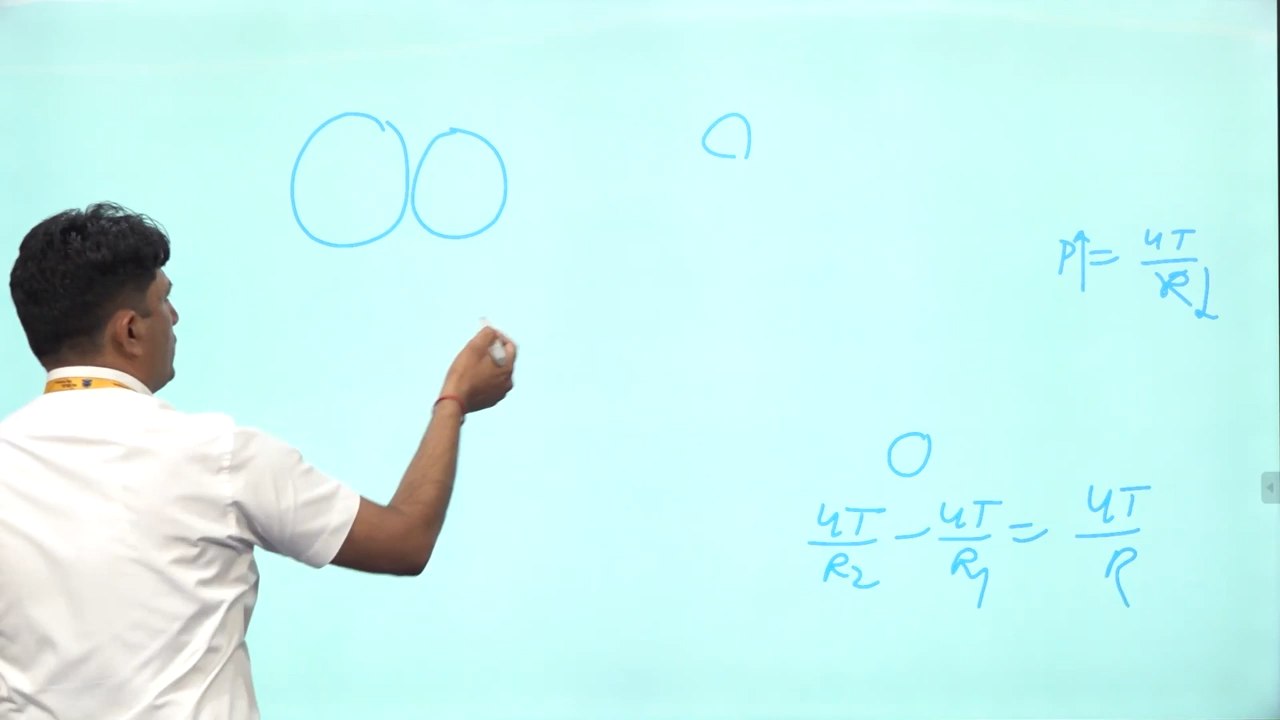 P↑ = 4T/R↓
4T/R2 - 4T/R1 = 4T/R